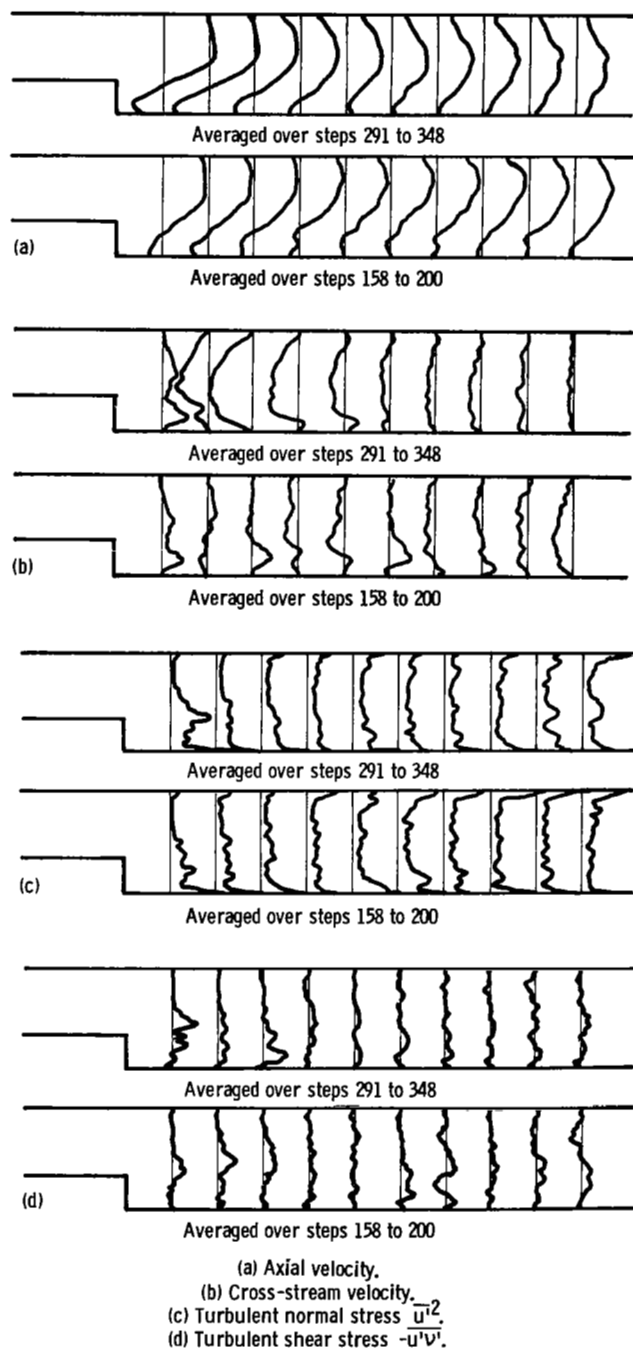 Averaged over steps 291 to 348
(a)
Averaged over steps 158 to 200
Averaged over steps 291 to 348
(b)
Averaged over steps 158 to 200
Averaged over steps 291 to 348
(c)
Averaged over steps 158 to 200
Averaged over steps 291 to 348
(d)
Averaged over steps 158 to 200
(a) Axial velocity.
(b) Cross-stream velocity.
(c) Turbulent normal stress $\overline{u'^2}$.
(d) Turbulent shear stress $-\overline{u'v'}$.